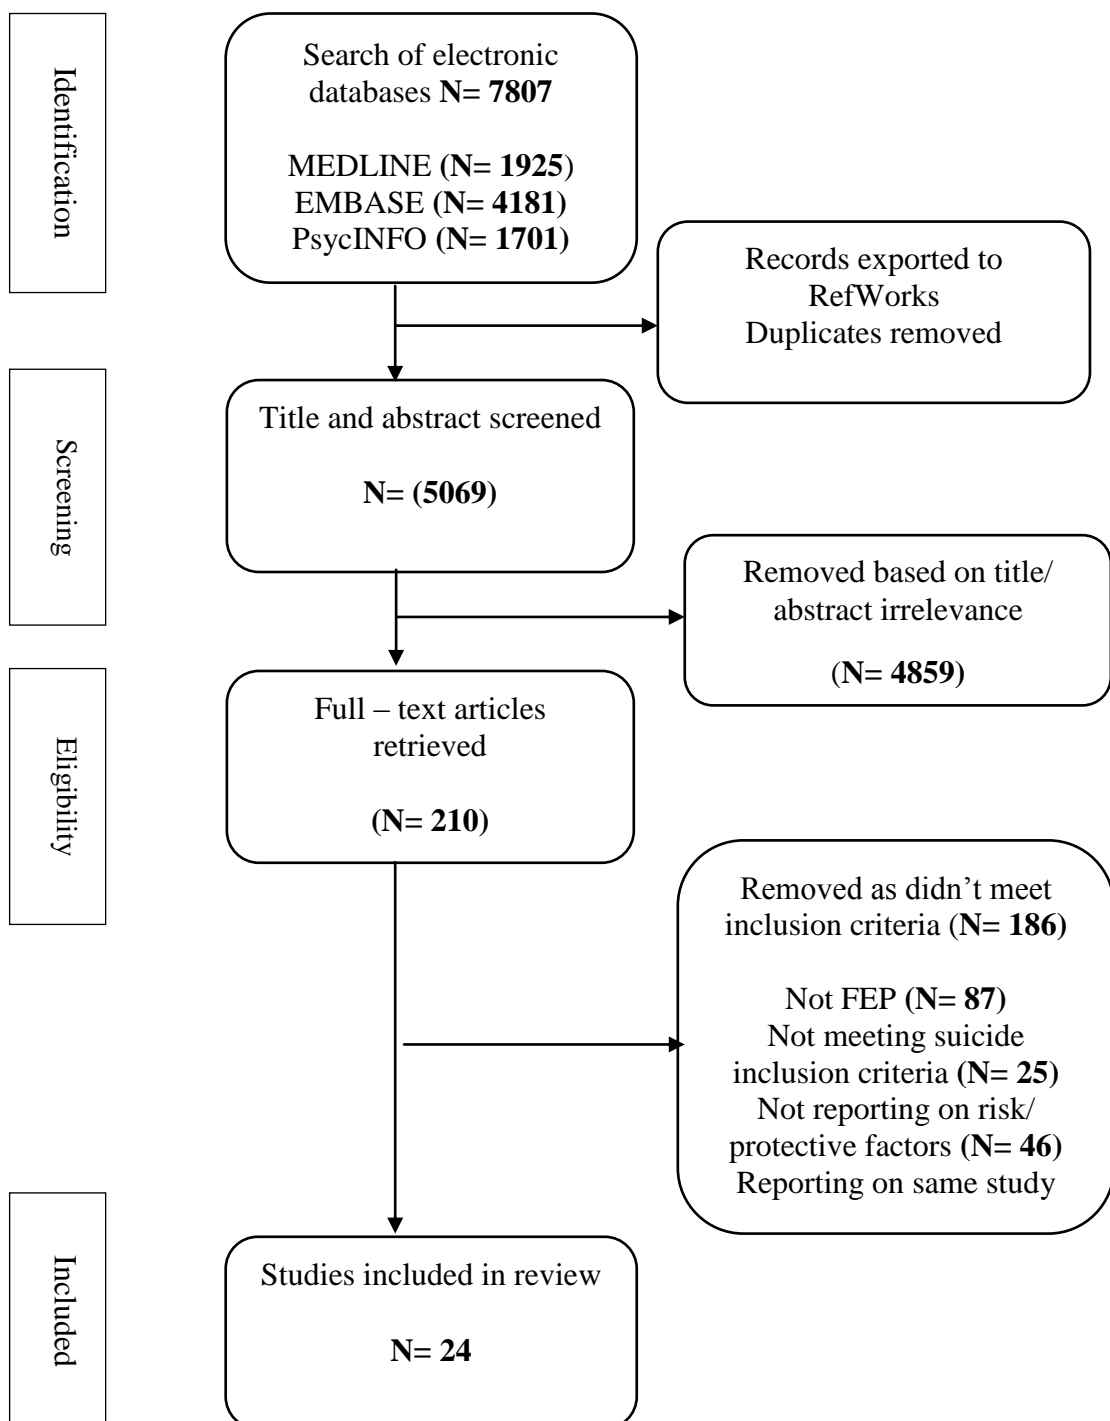 Identification
Search of electronic
databases N= 7807
MEDLINE (N= 1925)
EMBASE (N= 4181)
PsycINFO (N= 1701)
Records exported to
RefWorks
Duplicates removed
Screening
Title and abstract screened
N= (5069)
Removed based on title/
abstract irrelevance
(N= 4859)
Eligibility
Full – text articles
retrieved
(N= 210)
Removed as didn’t meet
inclusion criteria (N= 186)
Not FEP (N= 87)
Not meeting suicide
inclusion criteria (N= 25)
Not reporting on risk/
protective factors (N= 46)
Reporting on same study
Included
Studies included in review
N= 24